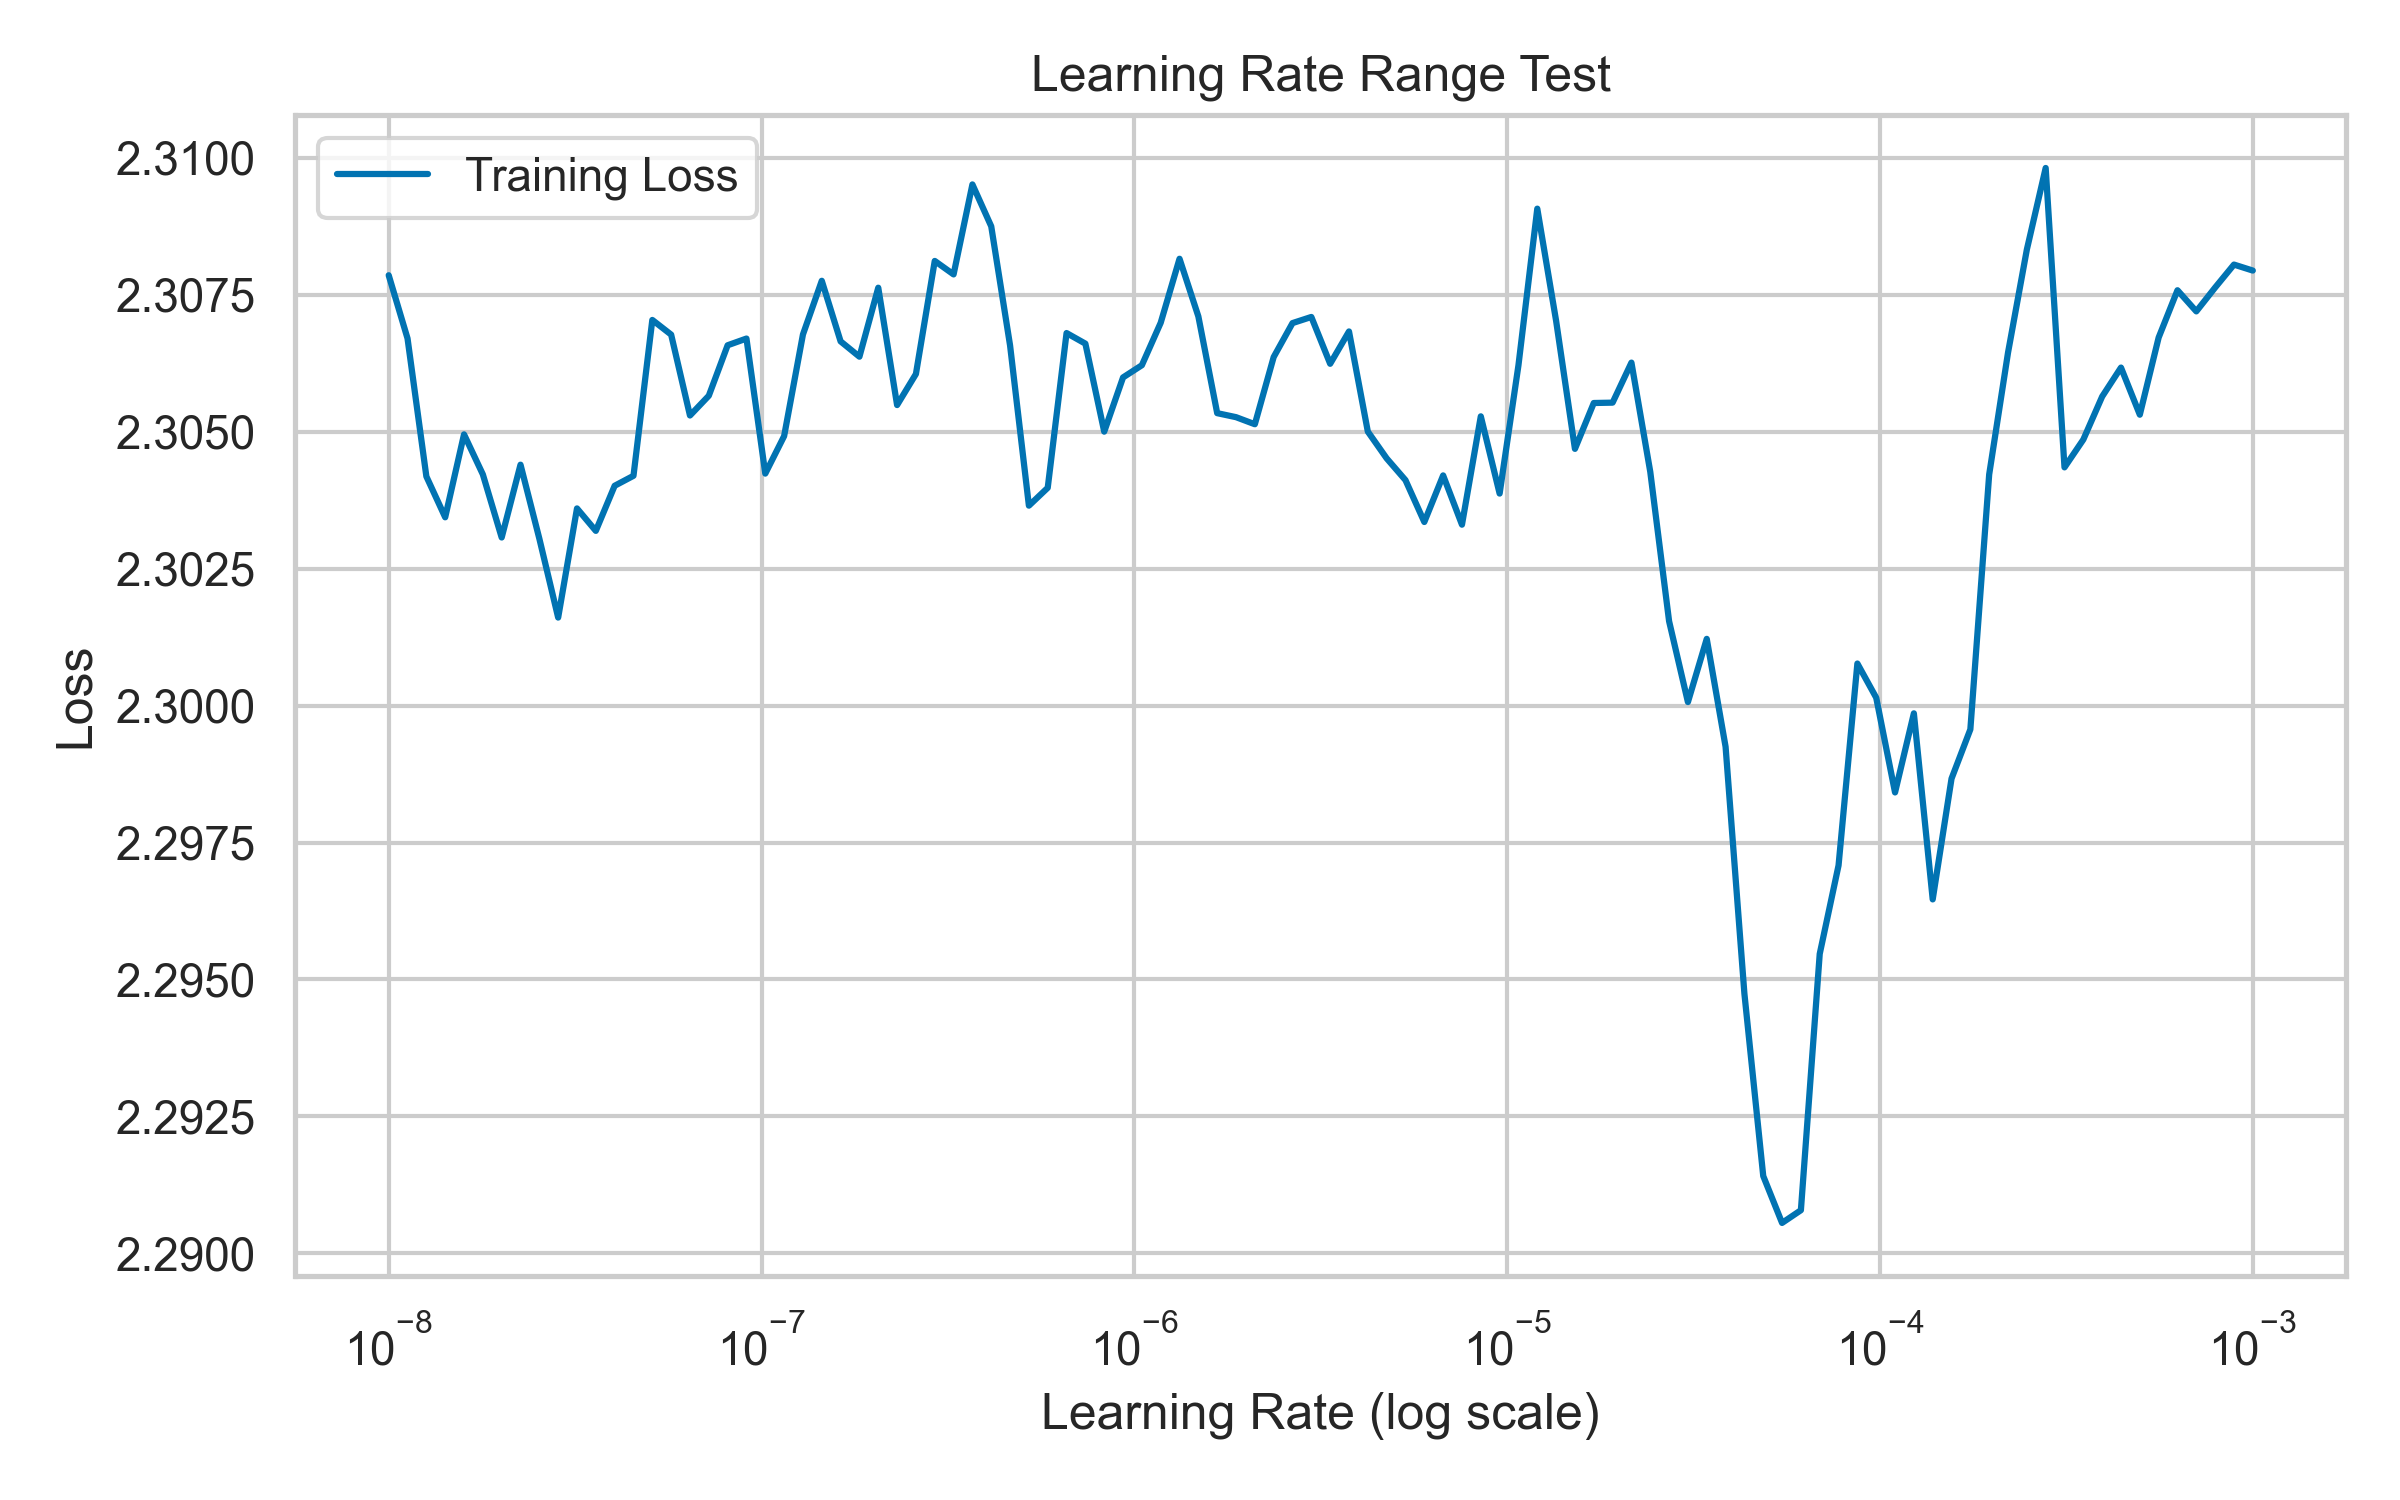 Learning Rate Range Test
Training Loss
2.3100
2.3075
2.3050
2.3025
2.3000
2.2975
2.2950
2.2925
2.2900
Loss
10⁻⁸ 10⁻⁷ 10⁻⁶ 10⁻⁵ 10⁻⁴ 10⁻³
Learning Rate (log scale)